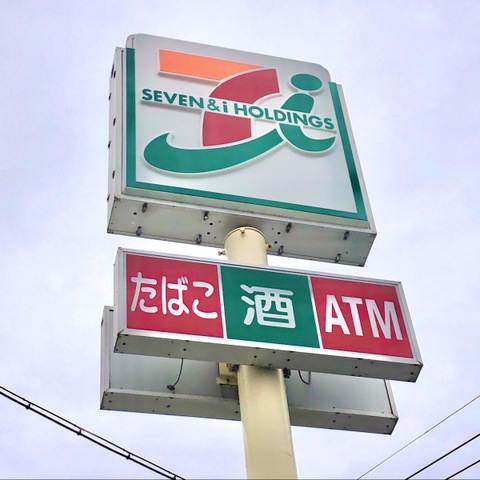 SEVEN & i HOLDINGS
たばこ 酒 ATM